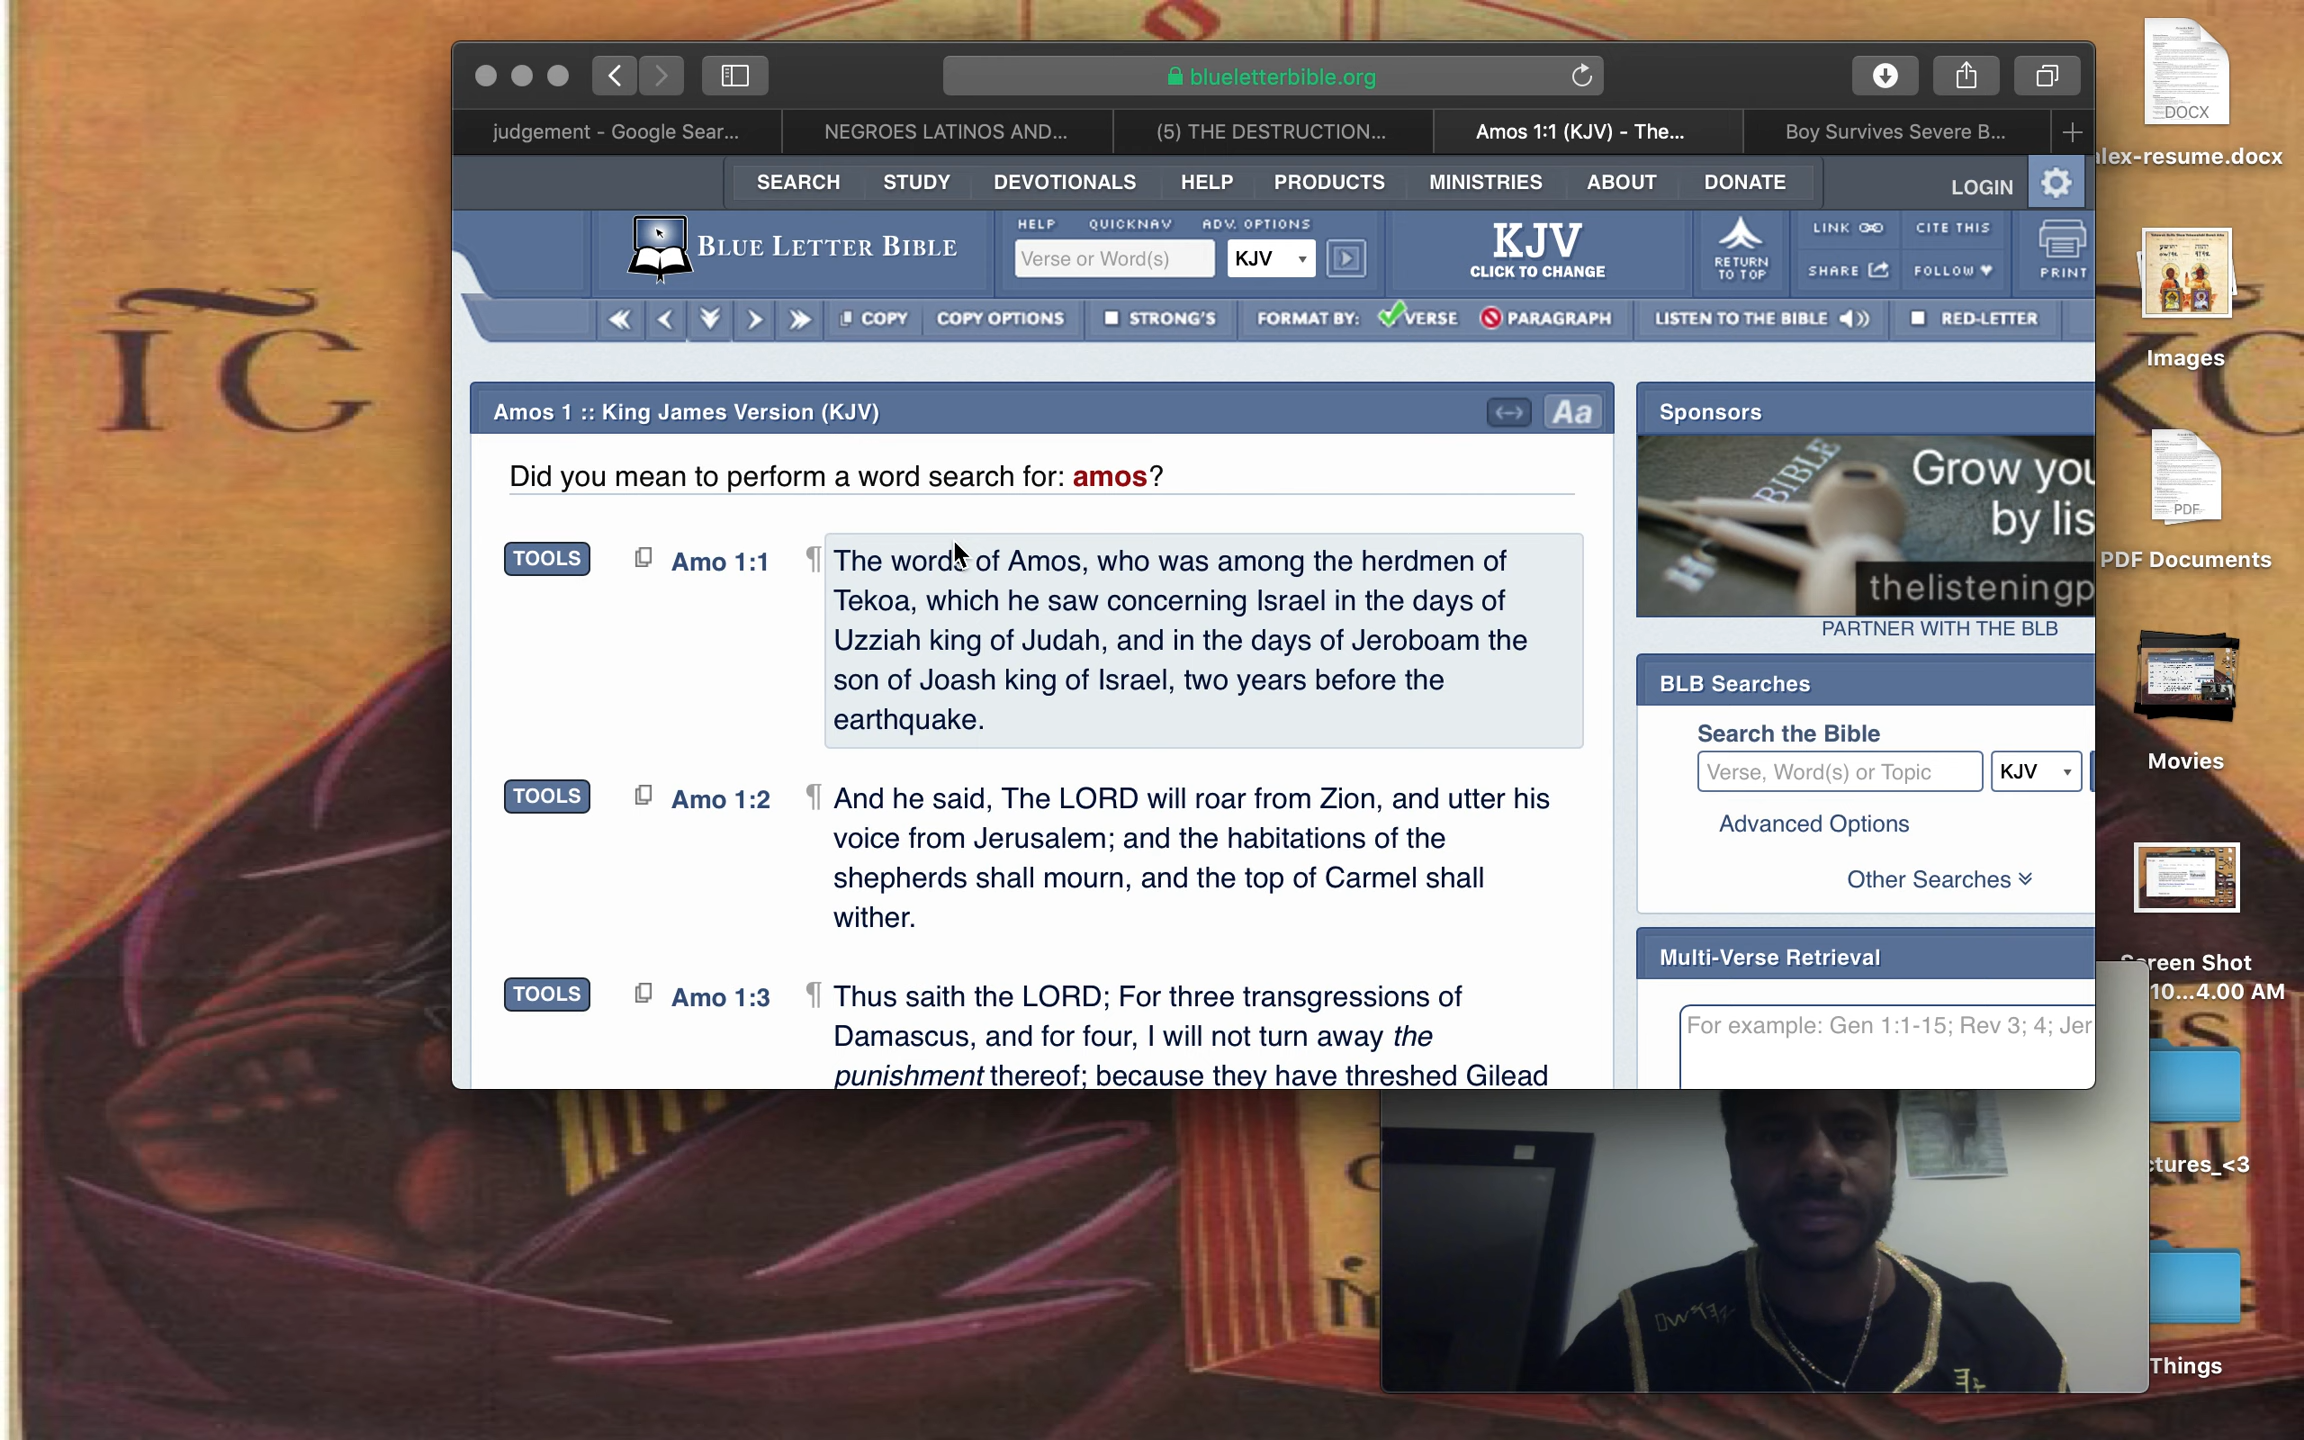 blueletterbible.org
judgement - Google Sear...
NEGROES LATINOS AND...
(5) THE DESTRUCTION...
Amos 1:1 (KJV) - The...
Boy Survives Severe B...
SEARCH
STUDY
DEVOTIONALS
HELP
PRODUCTS
MINISTRIES
ABOUT
DONATE
LOGIN
BLUE LETTER BIBLE
HELP
QUICKNAV
ADV. OPTIONS
Verse or Word(s)
KJV
KJV
CLICK TO CHANGE
RETURN
TO TOP
LINK
CITE THIS
SHARE
FOLLOW
PRINT
COPY
COPY OPTIONS
STRONG'S
FORMAT BY:
VERSE
PARAGRAPH
LISTEN TO THE BIBLE
RED-LETTER
Amos 1 :: King James Version (KJV)
Aa
Did you mean to perform a word search for: amos?
TOOLS Amo 1:1 ¶ The words of Amos, who was among the herdmen of
Tekoa, which he saw concerning Israel in the days of
Uzziah king of Judah, and in the days of Jeroboam the
son of Joash king of Israel, two years before the
earthquake.
TOOLS Amo 1:2 ¶ And he said, The LORD will roar from Zion, and utter his
voice from Jerusalem; and the habitations of the
shepherds shall mourn, and the top of Carmel shall
wither.
TOOLS Amo 1:3 ¶ Thus saith the LORD; For three transgressions of
Damascus, and for four, I will not turn away the
punishment thereof; because they have threshed Gilead
Sponsors
BIBLE
Grow you
by lis
thelisteningp
PARTNER WITH THE BLB
BLB Searches
Search the Bible
Verse, Word(s) or Topic
KJV
Advanced Options
Other Searches
Multi-Verse Retrieval
For example: Gen 1:1-15; Rev 3; 4; Jer
DOCX
lex-resume.docx
Images
PDF
PDF Documents
Movies
Screen Shot
10...4.00 AM
ctures_<3
Things
IC
XC